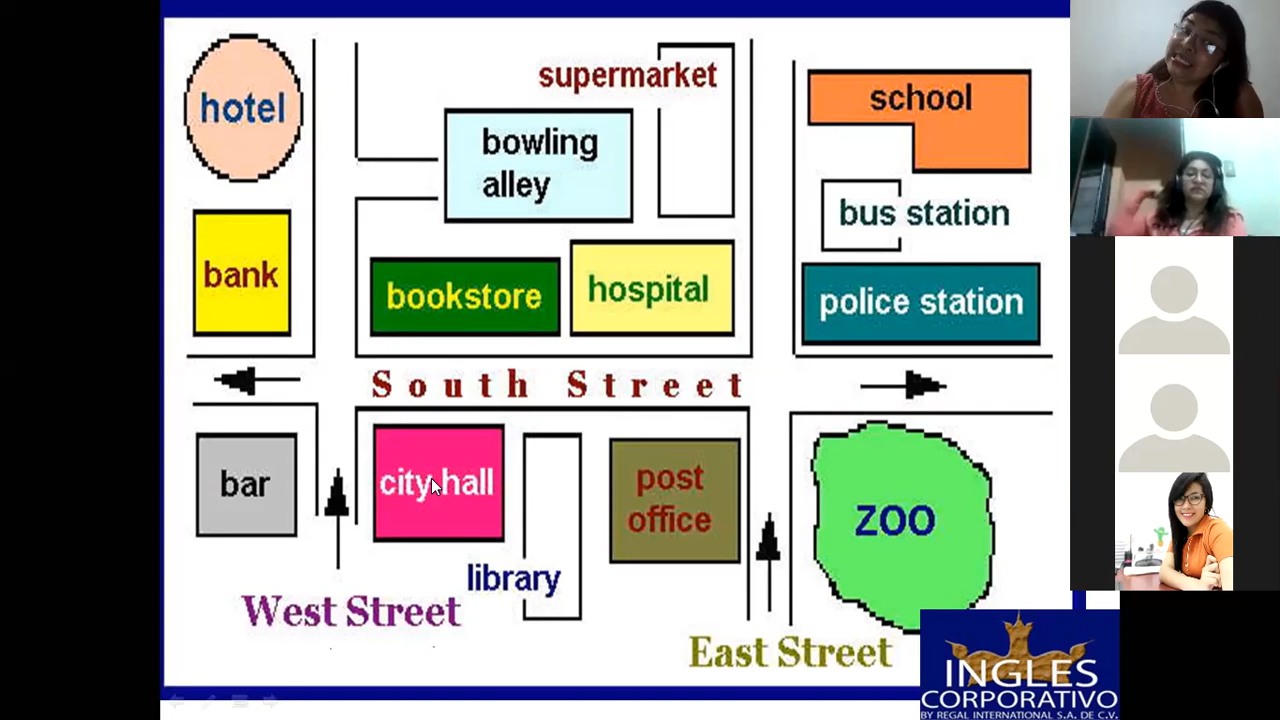 supermarket
hotel
school
bowling
alley
bus station
bank
bookstore
hospital
police station
South Street
bar
city hall
post
office
ZOO
library
West Street
East Street
INGLES
CORPORATIVO
BY REGAL INTERNATIONAL S.A. DE C.V.